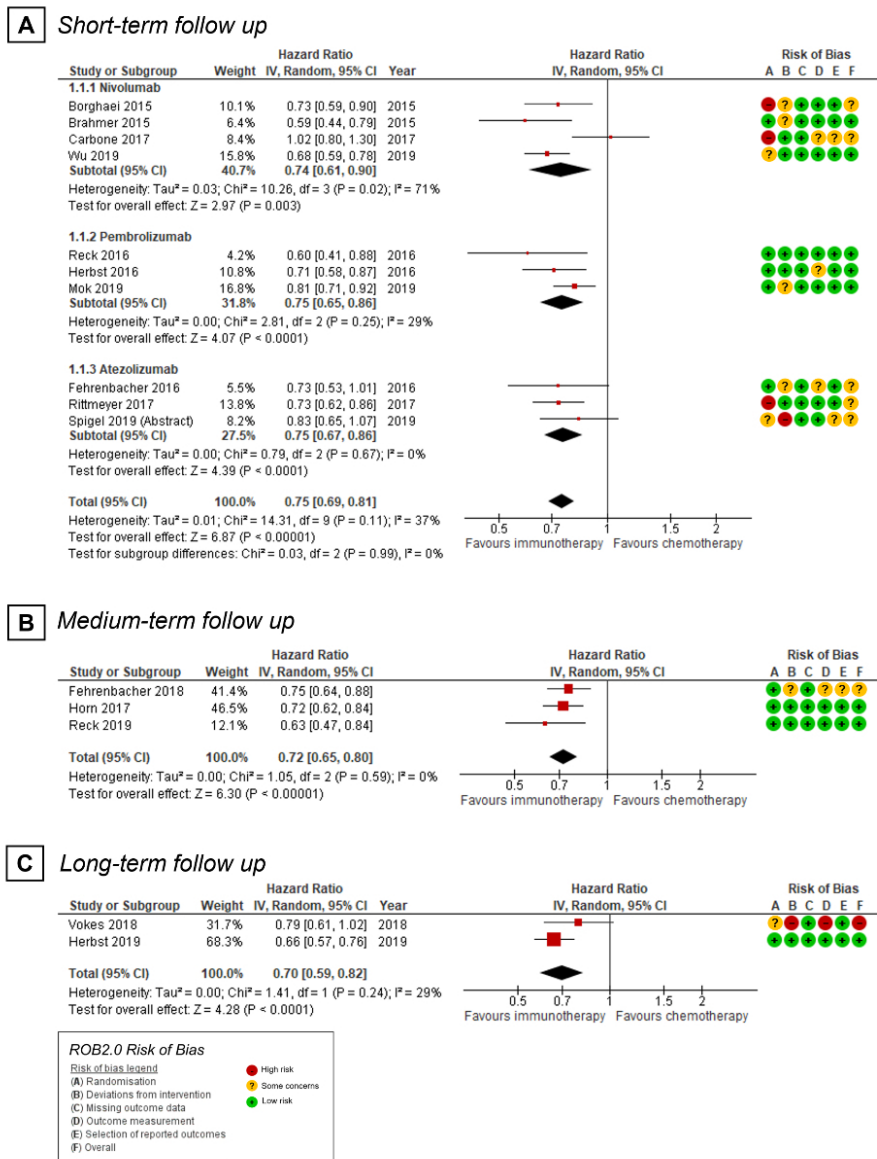 A Short-term follow up
Hazard Ratio Hazard Ratio Risk of Bias
Study or Subgroup Weight IV, Random, 95% CI Year IV, Random, 95% CI A B C D E F
1.1.1 Nivolumab
Borghaei 2015 10.1% 0.73 [0.59, 0.90] 2015 - ? + + + ?
Brahmer 2015 6.4% 0.59 [0.44, 0.79] 2015 + ? + + + +
Carbone 2017 8.4% 1.02 [0.80, 1.30] 2017 - + + ? ? ?
Wu 2019 15.8% 0.68 [0.59, 0.78] 2019 ? + + + + +
Subtotal (95% CI) 40.7% 0.74 [0.61, 0.90]
Heterogeneity: Tau² = 0.03; Chi² = 10.26, df = 3 (P = 0.02); I² = 71%
Test for overall effect: Z = 2.97 (P = 0.003)
1.1.2 Pembrolizumab
Reck 2016 4.2% 0.60 [0.41, 0.88] 2016 + + + + + +
Herbst 2016 10.8% 0.71 [0.58, 0.87] 2016 + + + ? + +
Mok 2019 16.8% 0.81 [0.71, 0.92] 2019 + ? + + + +
Subtotal (95% CI) 31.8% 0.75 [0.65, 0.86]
Heterogeneity: Tau² = 0.00; Chi² = 2.81, df = 2 (P = 0.25); I² = 29%
Test for overall effect: Z = 4.07 (P < 0.0001)
1.1.3 Atezolizumab
Fehrenbacher 2016 5.5% 0.73 [0.53, 1.01] 2016 + ? + ? + ?
Rittmeyer 2017 13.8% 0.73 [0.62, 0.86] 2017 - + + + + ?
Spigel 2019 (Abstract) 8.2% 0.83 [0.65, 1.07] 2019 ? - + + ? ?
Subtotal (95% CI) 27.5% 0.75 [0.67, 0.86]
Heterogeneity: Tau² = 0.00; Chi² = 0.79, df = 2 (P = 0.67); I² = 0%
Test for overall effect: Z = 4.39 (P < 0.0001)
Total (95% CI) 100.0% 0.75 [0.69, 0.81]
Heterogeneity: Tau² = 0.01; Chi² = 14.31, df = 9 (P = 0.11); I² = 37%
Test for overall effect: Z = 6.87 (P < 0.00001)
Test for subgroup differences: Chi² = 0.03, df = 2 (P = 0.99), I² = 0%
0.5 0.7 1 1.5 2
Favours immunotherapy Favours chemotherapy
B Medium-term follow up
Hazard Ratio Hazard Ratio Risk of Bias
Study or Subgroup Weight IV, Random, 95% CI IV, Random, 95% CI A B C D E F
Fehrenbacher 2018 41.4% 0.75 [0.64, 0.88] + ? + ? ? ?
Horn 2017 46.5% 0.72 [0.62, 0.84] + + + + + +
Reck 2019 12.1% 0.63 [0.47, 0.84] + + + + + +
Total (95% CI) 100.0% 0.72 [0.65, 0.80]
Heterogeneity: Tau² = 0.00; Chi² = 1.05, df = 2 (P = 0.59); I² = 0%
Test for overall effect: Z = 6.30 (P < 0.00001)
0.5 0.7 1 1.5 2
Favours immunotherapy Favours chemotherapy
C Long-term follow up
Hazard Ratio Hazard Ratio Risk of Bias
Study or Subgroup Weight IV, Random, 95% CI Year IV, Random, 95% CI A B C D E F
Vokes 2018 31.7% 0.79 [0.61, 1.02] 2018 ? - + - + -
Herbst 2019 68.3% 0.66 [0.57, 0.76] 2019 + + + + + +
Total (95% CI) 100.0% 0.70 [0.59, 0.82]
Heterogeneity: Tau² = 0.00; Chi² = 1.41, df = 1 (P = 0.24); I² = 29%
Test for overall effect: Z = 4.28 (P < 0.0001)
0.5 0.7 1 1.5 2
Favours immunotherapy Favours chemotherapy
ROB2.0 Risk of Bias
Risk of bias legend
(A) Randomisation
(B) Deviations from intervention
(C) Missing outcome data
(D) Outcome measurement
(E) Selection of reported outcomes
(F) Overall
- High risk
? Some concerns
+ Low risk